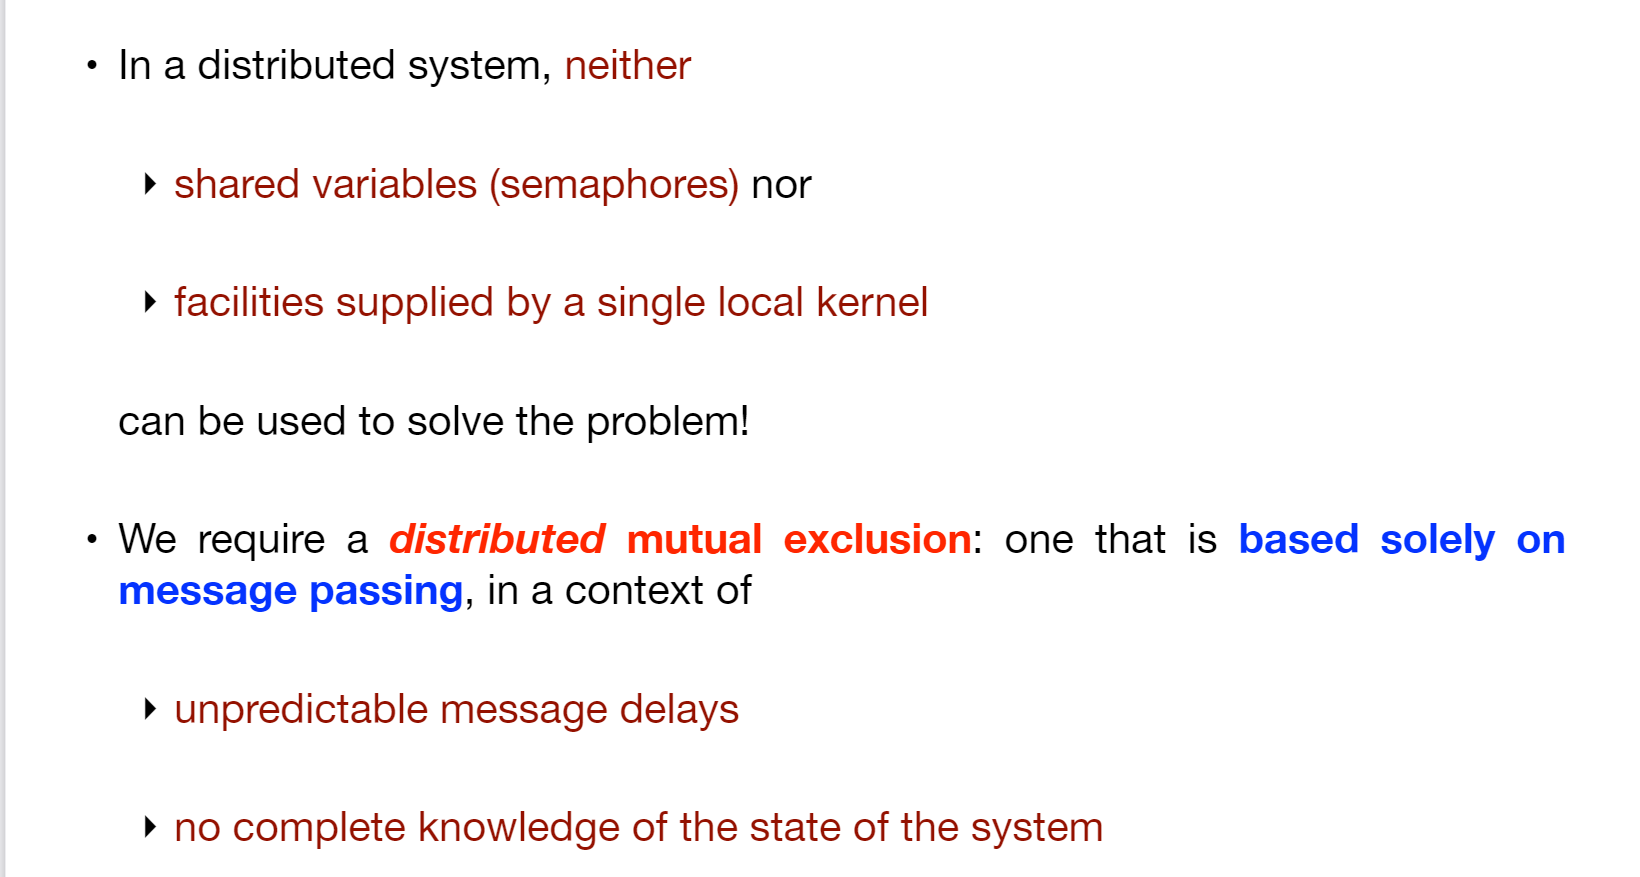 • In a distributed system, neither
‣ shared variables (semaphores) nor
‣ facilities supplied by a single local kernel
can be used to solve the problem!
• We require a distributed mutual exclusion: one that is based solely on
message passing, in a context of
‣ unpredictable message delays
‣ no complete knowledge of the state of the system